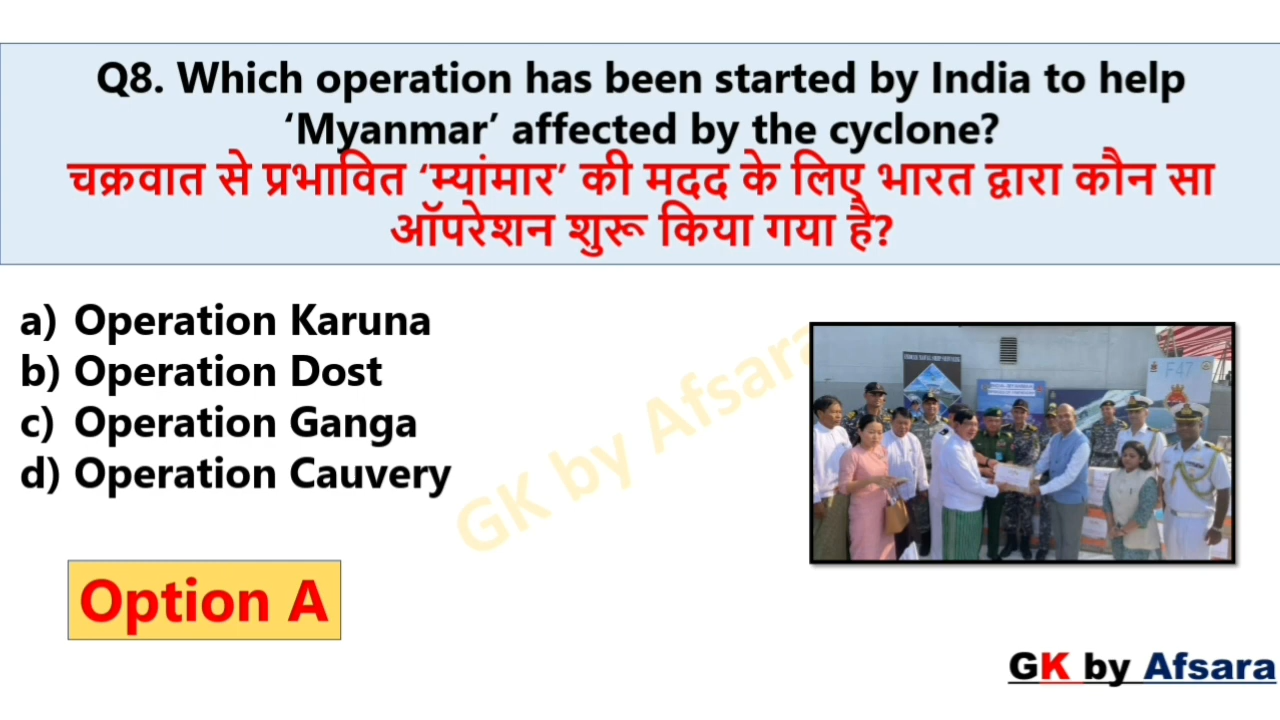 Q8. Which operation has been started by India to help
‘Myanmar’ affected by the cyclone?
चक्रवात से प्रभावित ‘म्यांमार’ की मदद के लिए भारत द्वारा कौन सा
ऑपरेशन शुरू किया गया है?
a) Operation Karuna
b) Operation Dost
c) Operation Ganga
d) Operation Cauvery
GK by Afsara
F47
Option A
GK by Afsara